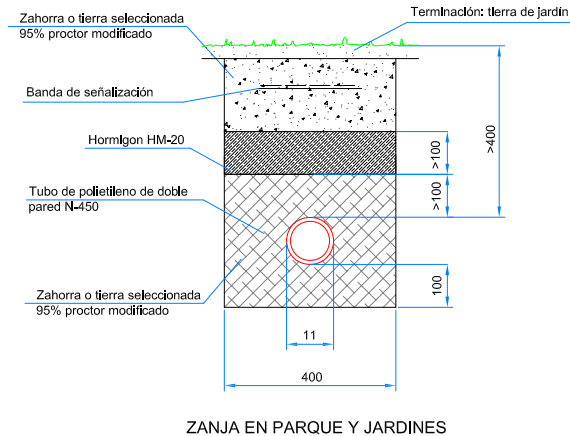 Zahorra o tierra seleccionada
95% proctor modificado
Terminación: tierra de jardín
Banda de señalización
Hormigon HM-20
Tubo de polietileno de doble
pared N-450
Zahorra o tierra seleccionada
95% proctor modificado
>100
>100
>400
100
11
400
ZANJA EN PARQUE Y JARDINES